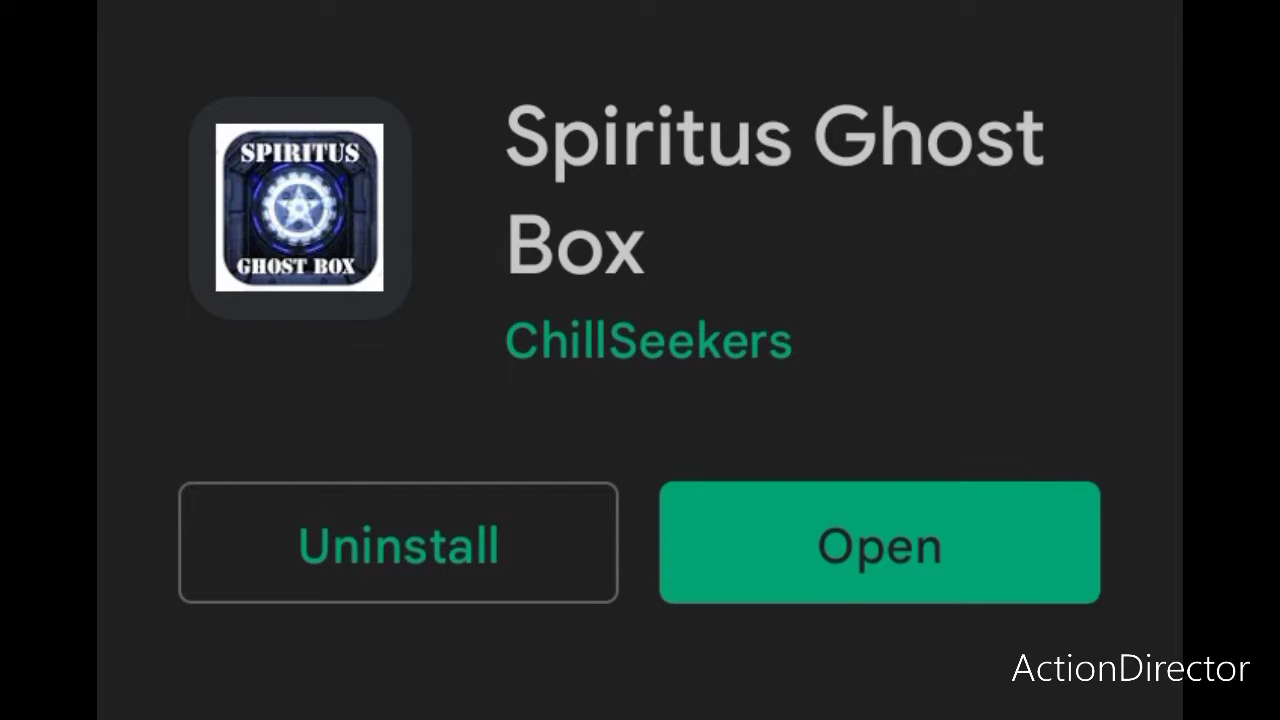 SPIRITUS
GHOST BOX
Spiritus Ghost
Box
ChillSeekers
Uninstall
Open
ActionDirector